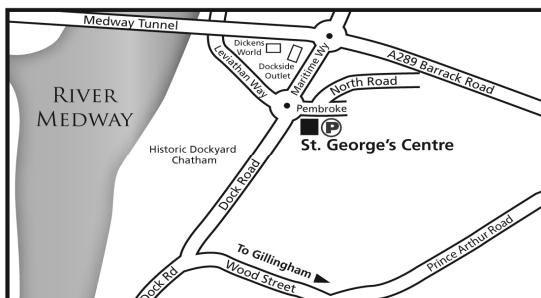 Medway Tunnel
Dickens
World
Dockside
Outlet
Maritime Wy
Leviathan Way
A289 Barrack Road
North Road
Pembroke
RIVER
MEDWAY
P
St. George's Centre
Historic Dockyard
Chatham
Dock Road
To Gillingham
Wood Street
Prince Arthur Road
Dock Rd